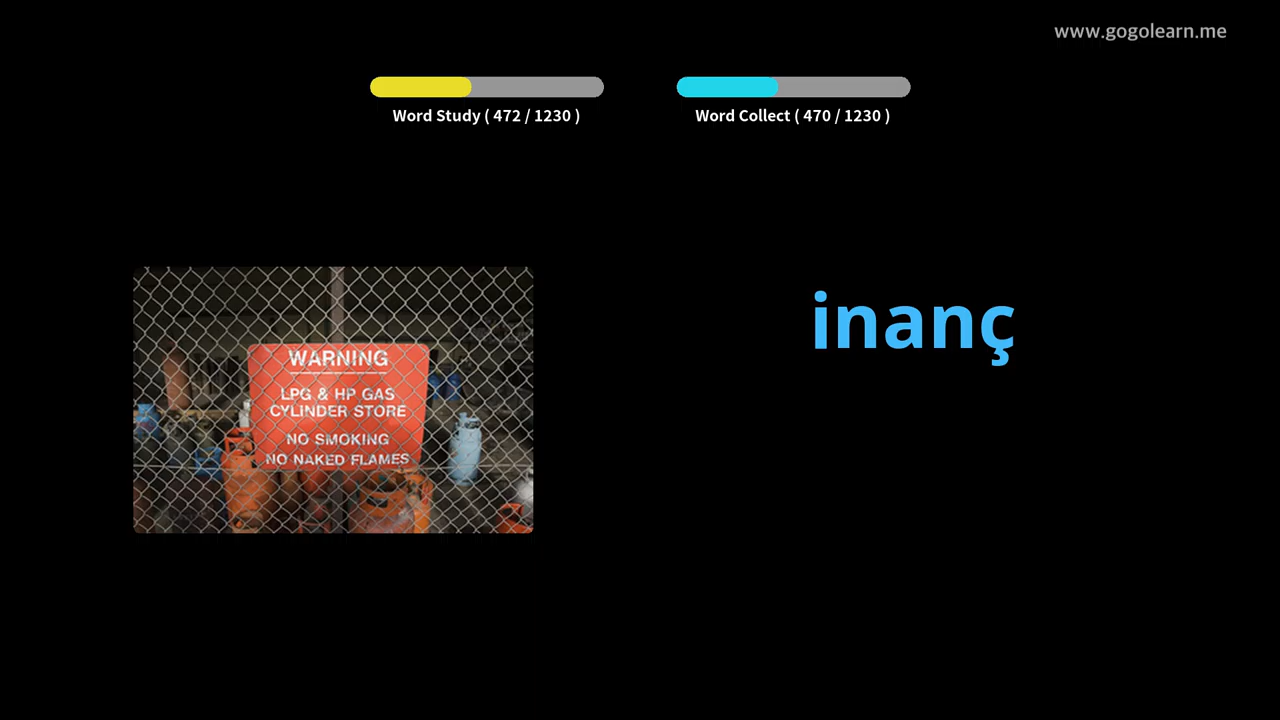 www.gogolearn.me
Word Study ( 472 / 1230 )
Word Collect ( 470 / 1230 )
inanç
WARNING
LPG & HP GAS
CYLINDER STORE
NO SMOKING
NO NAKED FLAMES